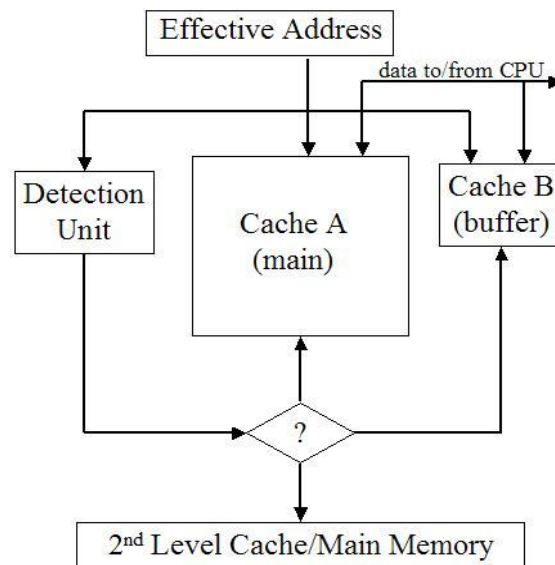 Effective Address
data to/from CPU
Detection
Unit
Cache A
(main)
Cache B
(buffer)
?
2nd Level Cache/Main Memory